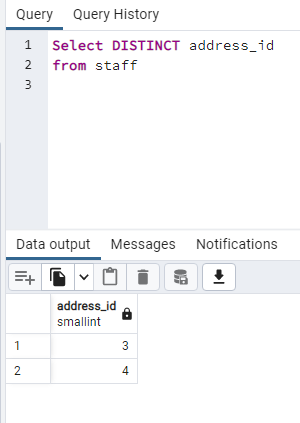 Query Query History
1 Select DISTINCT address_id
2 from staff
3
Data output Messages Notifications
address_id
smallint
1 3
2 4